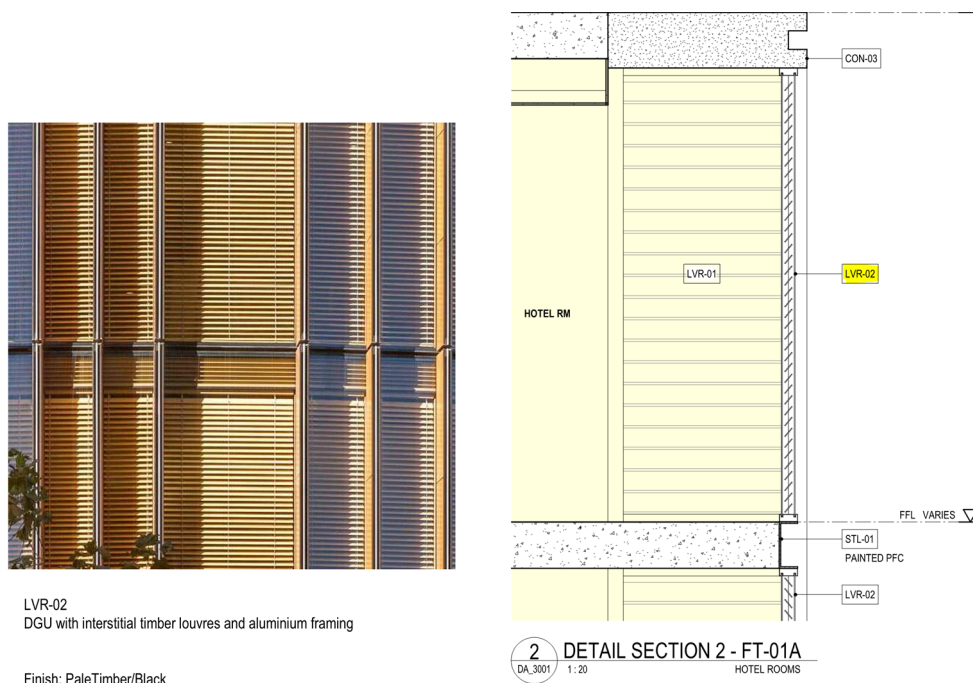 CON-03
LVR-01
LVR-02
HOTEL RM
FFL VARIES
STL-01
PAINTED PFC
LVR-02
LVR-02
DGU with interstitial timber louvres and aluminium framing
Finish: PaleTimber/Black
2
DA_3001
DETAIL SECTION 2 - FT-01A
1 : 20
HOTEL ROOMS